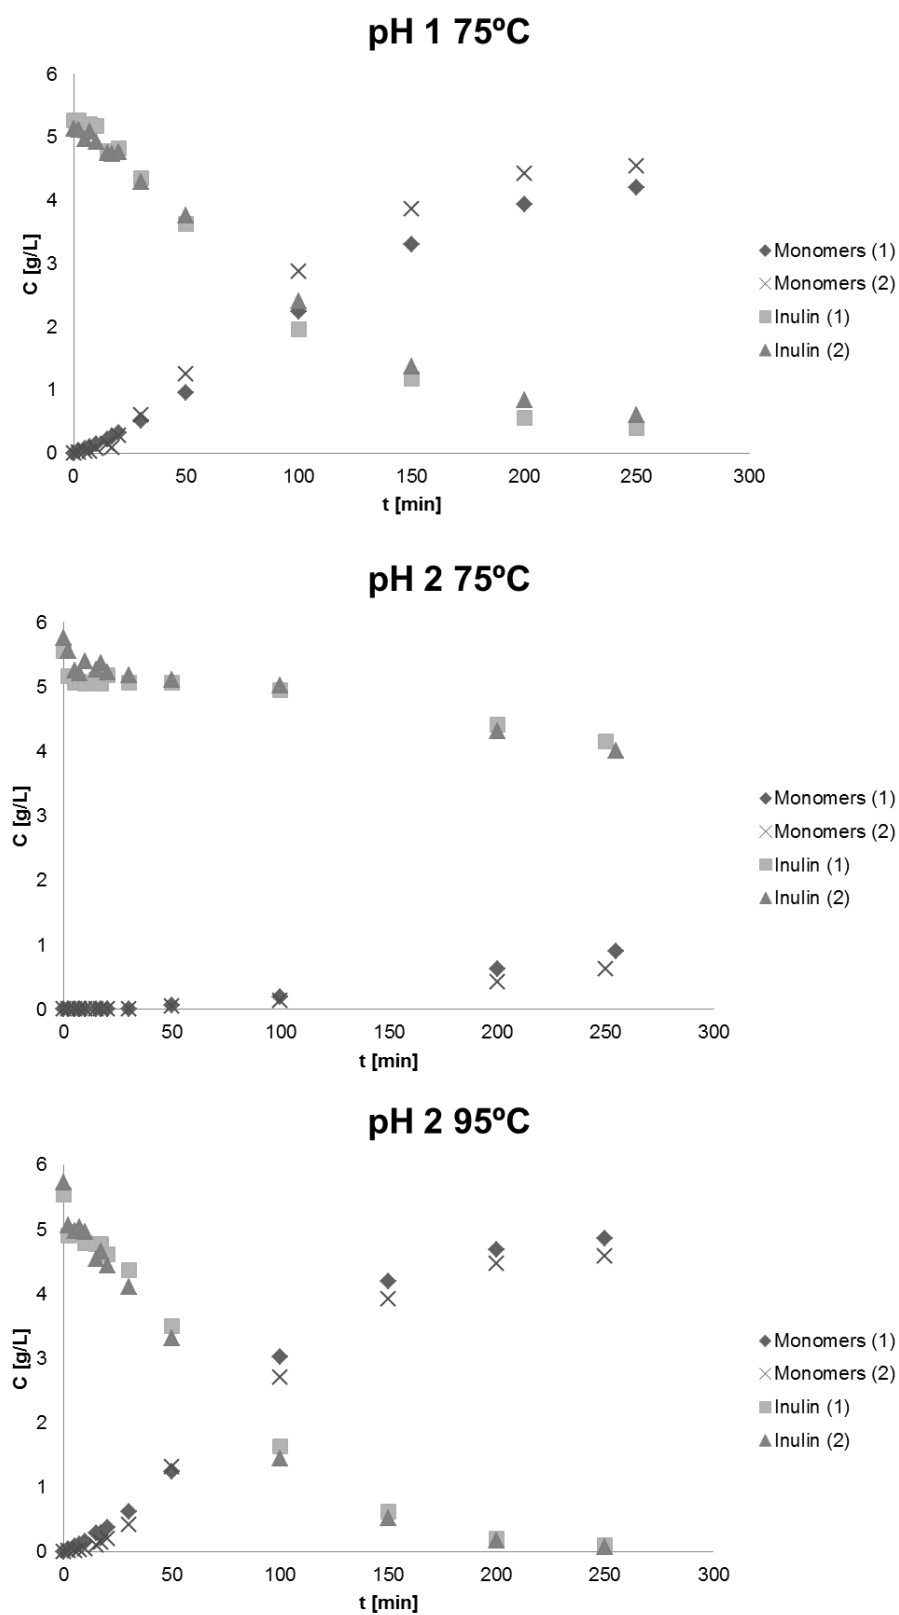 pH 1 75ºC
6
5
4
3
2
1
0
C [g/L]
0 50 100 150 200 250 300
t [min]
Monomers (1)
Monomers (2)
Inulin (1)
Inulin (2)
pH 2 75ºC
6
5
4
3
2
1
0
C [g/L]
0 50 100 150 200 250 300
t [min]
Monomers (1)
Monomers (2)
Inulin (1)
Inulin (2)
pH 2 95ºC
6
5
4
3
2
1
0
C [g/L]
0 50 100 150 200 250 300
t [min]
Monomers (1)
Monomers (2)
Inulin (1)
Inulin (2)